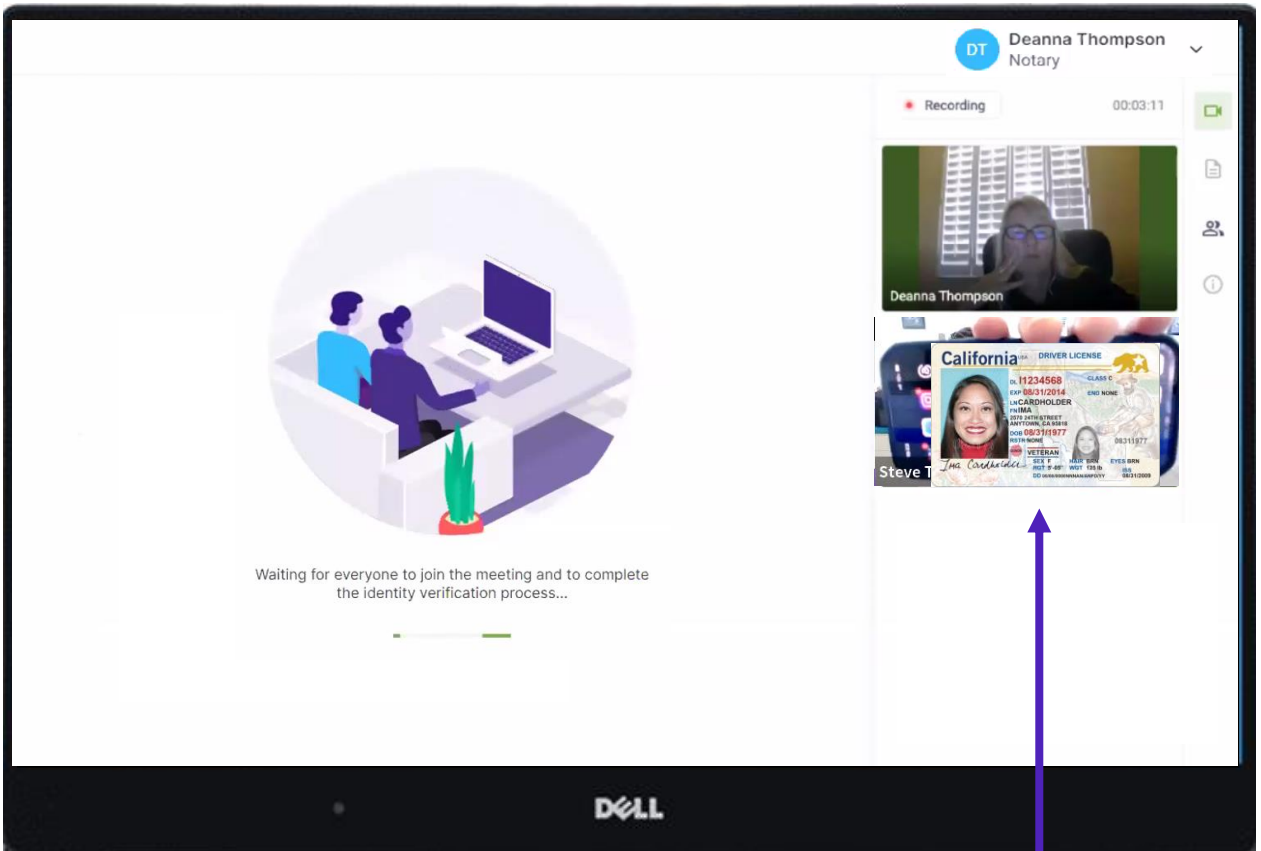 DT
Deanna Thompson
Notary
Recording
00:03:11
Deanna Thompson
California USA DRIVER LICENSE
DL I1234568 CLASS C
EXP 08/31/2014 END NONE
LN CARDHOLDER
FN IMA
2570 24TH STREET
ANYTOWN, CA 95818
DOB 08/31/1977
RSTR NONE 08311977
VETERAN
Ima Cardholder
SEX F HAIR BRN EYES BRN
HGT 5'-05" WGT 125 lb ISS
08/31/2009
Steve T
Waiting for everyone to join the meeting and to complete
the identity verification process...
DELL